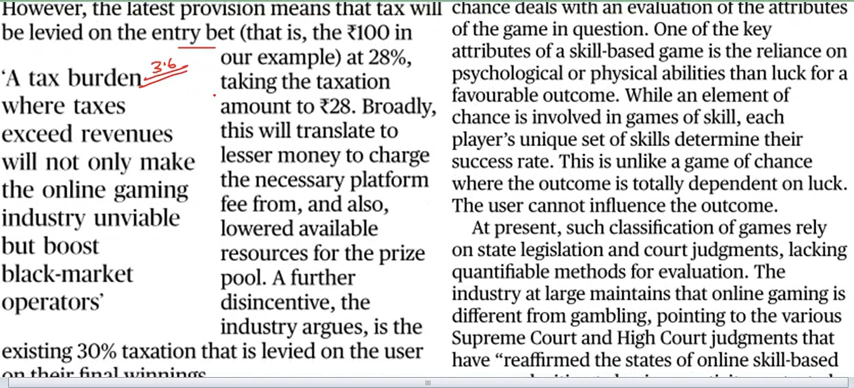 However, the latest provision means that tax will
be levied on the entry bet (that is, the ₹100 in
our example) at 28%,
taking the taxation
amount to ₹28. Broadly,
this will translate to
lesser money to charge
the necessary platform
fee from, and also,
lowered available
resources for the prize
pool. A further
disincentive, the
industry argues, is the
existing 30% taxation that is levied on the user
on their final winnings
3.6
‘A tax burden
where taxes
exceed revenues
will not only make
the online gaming
industry unviable
but boost
black-market
operators’
chance deals with an evaluation of the attributes
of the game in question. One of the key
attributes of a skill-based game is the reliance on
psychological or physical abilities than luck for a
favourable outcome. While an element of
chance is involved in games of skill, each
player’s unique set of skills determine their
success rate. This is unlike a game of chance
where the outcome is totally dependent on luck.
The user cannot influence the outcome.
At present, such classification of games rely
on state legislation and court judgments, lacking
quantifiable methods for evaluation. The
industry at large maintains that online gaming is
different from gambling, pointing to the various
Supreme Court and High Court judgments that
have “reaffirmed the states of online skill-based